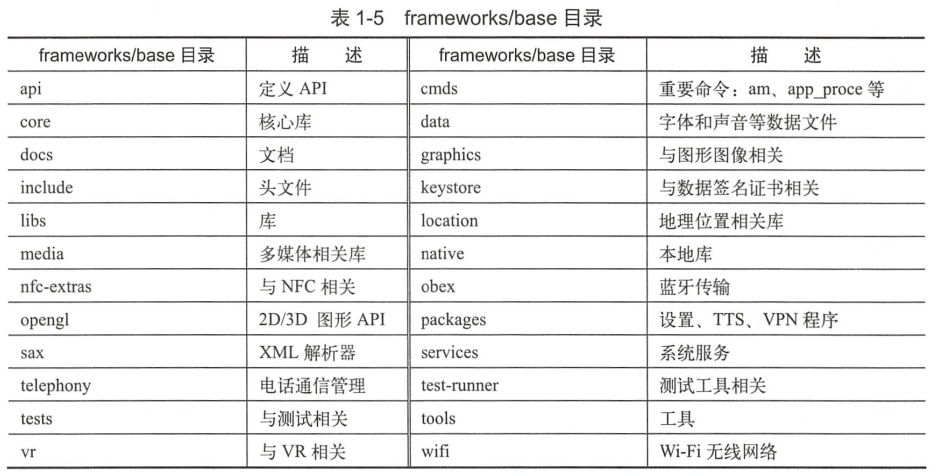 表 1-5 frameworks/base 目录
frameworks/base 目录 描 述 frameworks/base 目录 描 述
api 定义 API cmds 重要命令：am、app_proce 等
core 核心库 data 字体和声音等数据文件
docs 文档 graphics 与图形图像相关
include 头文件 keystore 与数据签名证书相关
libs 库 location 地理位置相关库
media 多媒体相关库 native 本地库
nfc-extras 与 NFC 相关 obex 蓝牙传输
opengl 2D/3D 图形 API packages 设置、TTS、VPN 程序
sax XML 解析器 services 系统服务
telephony 电话通信管理 test-runner 测试工具相关
tests 与测试相关 tools 工具
vr 与 VR 相关 wifi Wi-Fi 无线网络